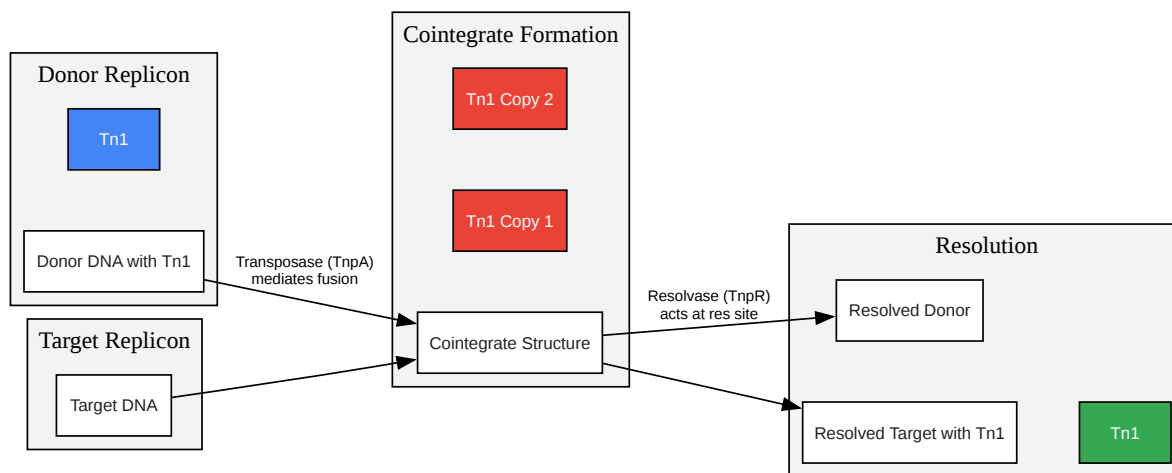 Donor Replicon
Tn1
Donor DNA with Tn1
Target Replicon
Target DNA
Transposase (TnpA)
mediates fusion
Cointegrate Formation
Tn1 Copy 2
Tn1 Copy 1
Cointegrate Structure
Resolvase (TnpR)
acts at res site
Resolution
Resolved Donor
Resolved Target with Tn1
Tn1